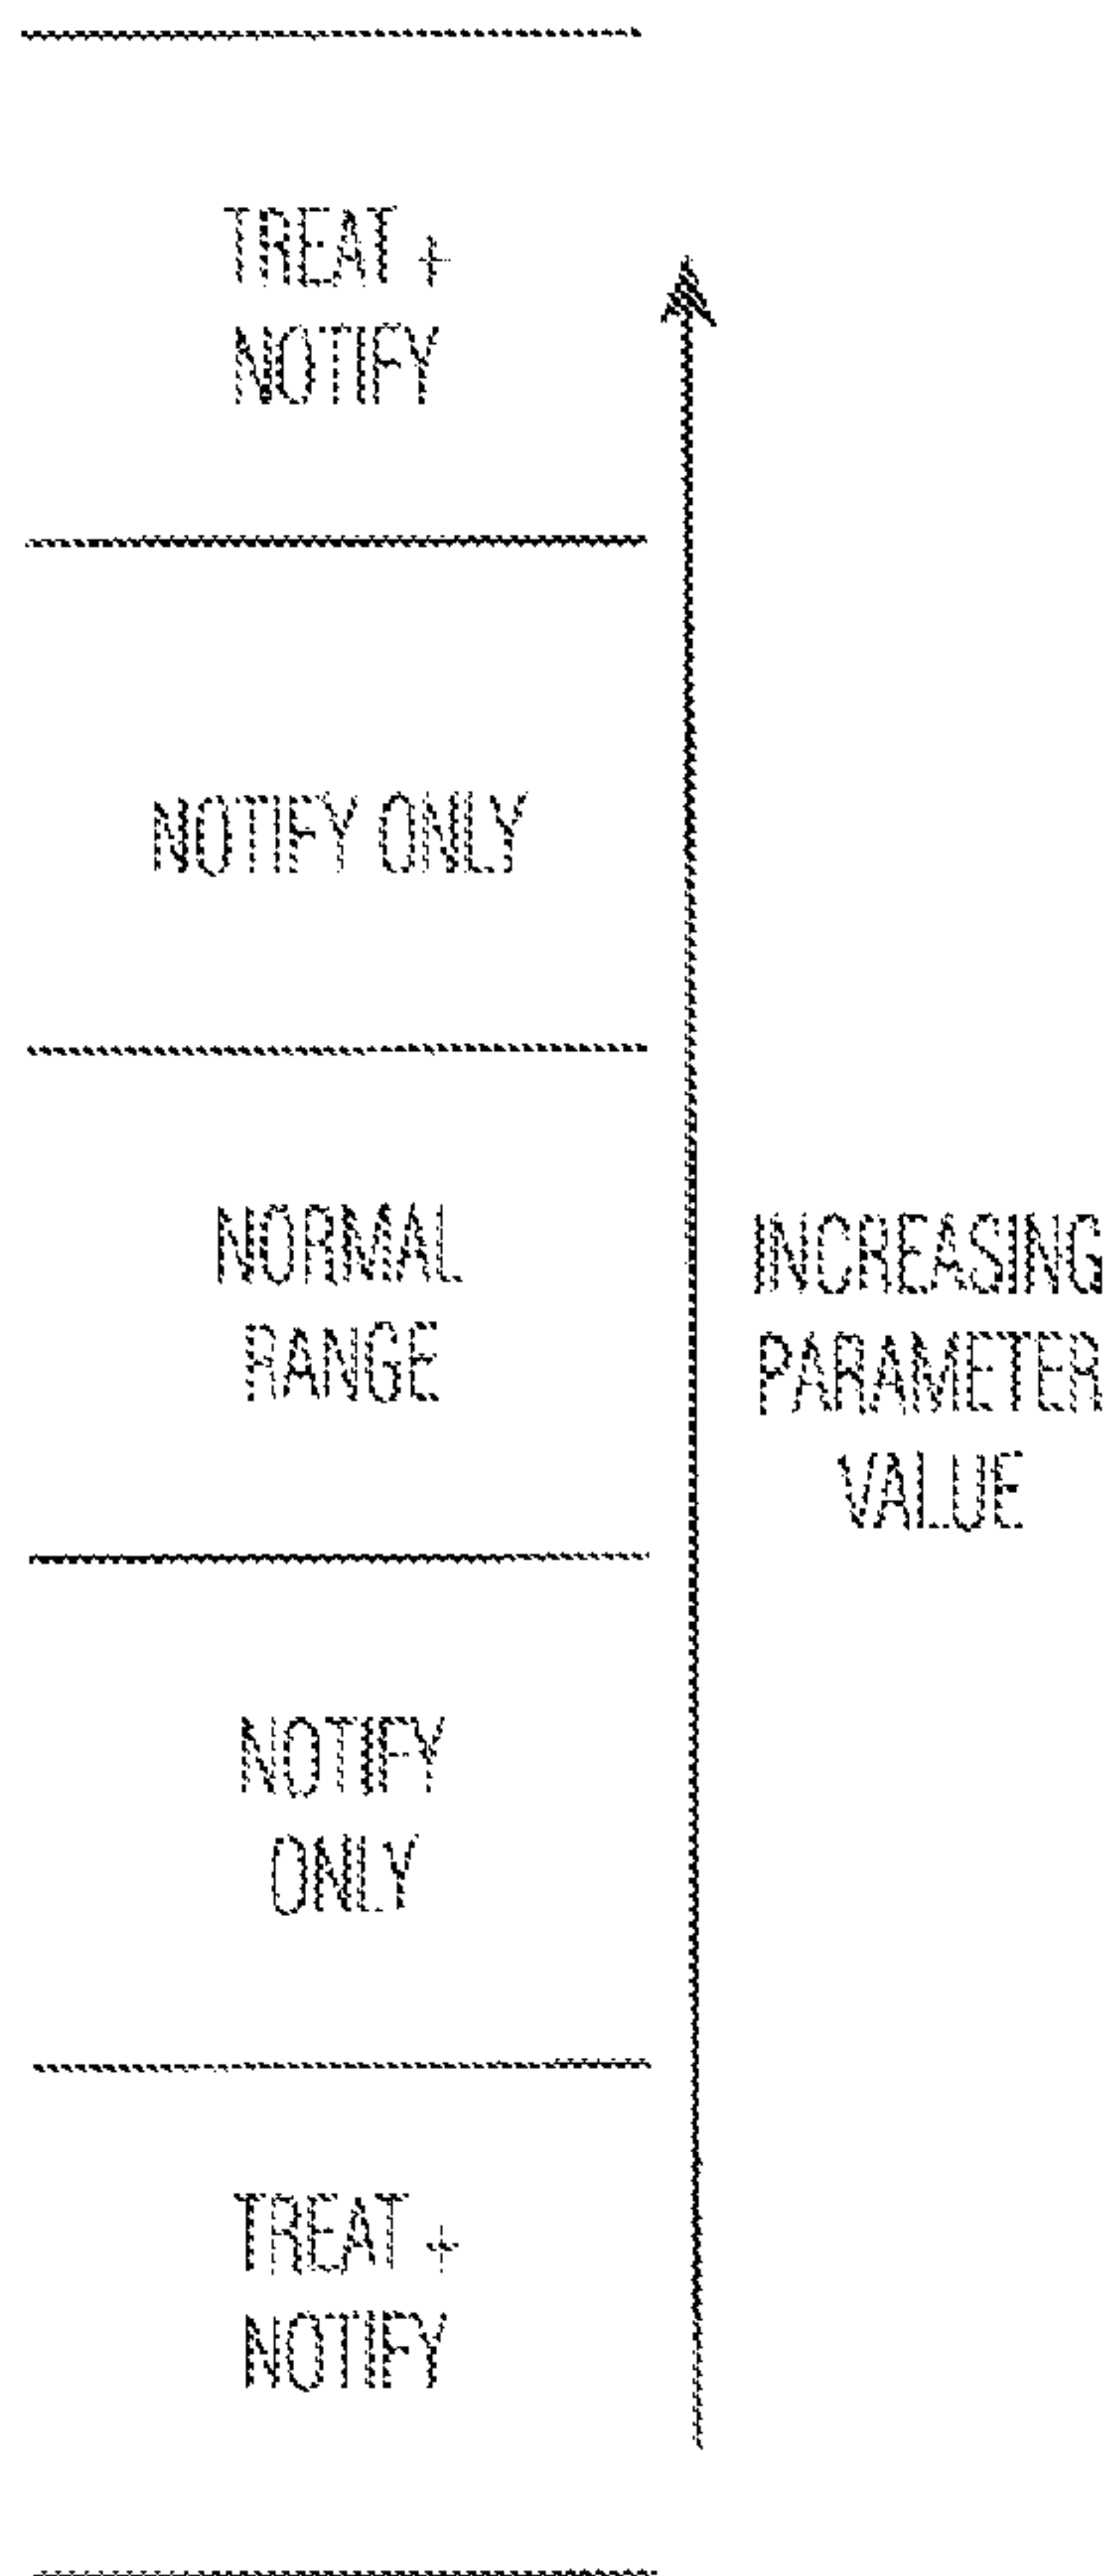 TREAT +
NOTIFY
NOTIFY ONLY
NORMAL
RANGE
INCREASING
PARAMETER
VALUE
NOTIFY
ONLY
TREAT +
NOTIFY